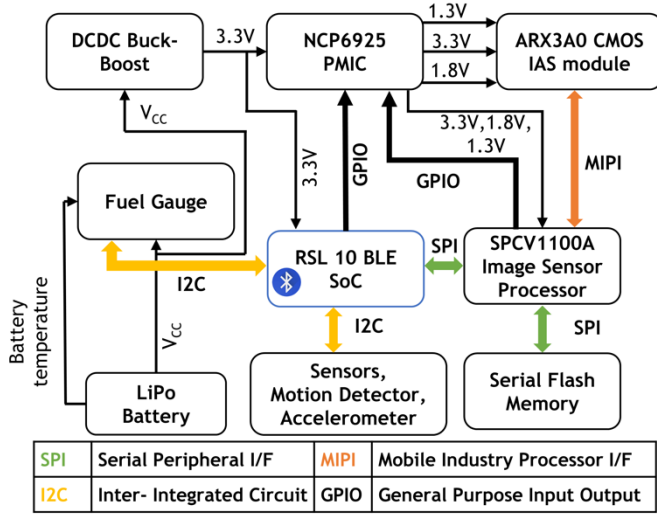 DCDC Buck-
Boost
3.3V
NCP6925
PMIC
1.3V
3.3V
1.8V
ARX3A0 CMOS
IAS module
VCC
3.3V
GPIO
GPIO
3.3V,1.8V,
1.3V
MIPI
Fuel Gauge
I2C
RSL 10 BLE
SoC
SPI
SPCV1100A
Image Sensor
Processor
Battery
temperature
VCC
I2C
SPI
LiPo
Battery
Sensors,
Motion Detector,
Accelerometer
Serial Flash
Memory
SPI Serial Peripheral I/F MIPI Mobile Industry Processor I/F
I2C Inter- Integrated Circuit GPIO General Purpose Input Output